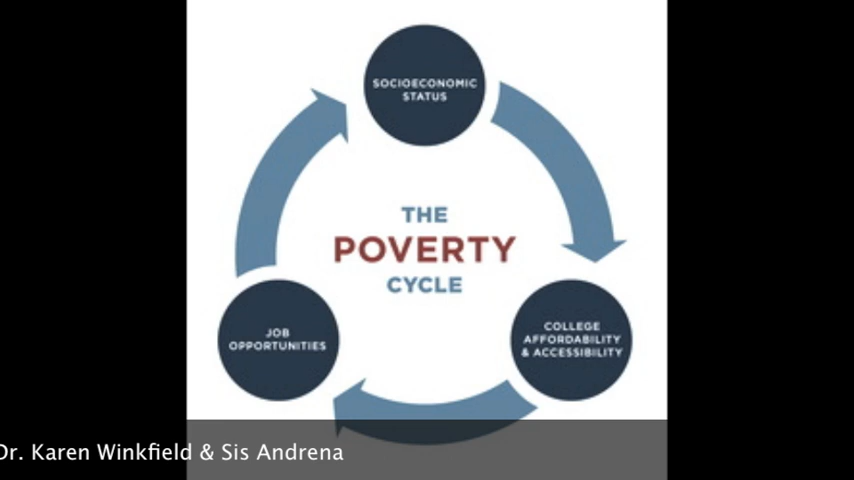 SOCIOECONOMIC
STATUS
THE
POVERTY
CYCLE
JOB
OPPORTUNITIES
COLLEGE
AFFORDABILITY
& ACCESSIBILITY
Dr. Karen Winkfield & Sis Andrena